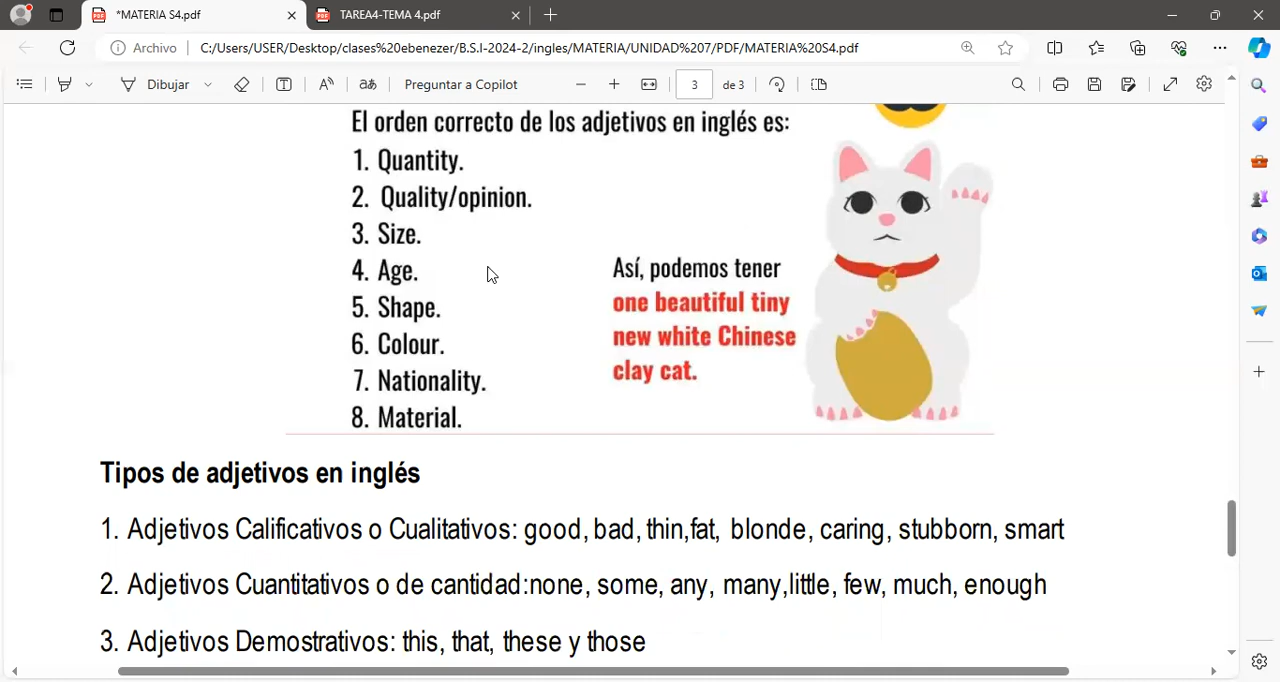 *MATERIA S4.pdf
TAREA4-TEMA 4.pdf
Archivo
C:/Users/USER/Desktop/clases%20ebenezer/B.S.I-2024-2/ingles/MATERIA/UNIDAD%207/PDF/MATERIA%20S4.pdf
Dibujar
Preguntar a Copilot
3
de 3
El orden correcto de los adjetivos en inglés es:
1. Quantity.
2. Quality/opinion.
3. Size.
4. Age.
5. Shape.
6. Colour.
7. Nationality.
8. Material.
Así, podemos tener
one beautiful tiny
new white Chinese
clay cat.
Tipos de adjetivos en inglés
1. Adjetivos Calificativos o Cualitativos: good, bad, thin,fat, blonde, caring, stubborn, smart
2. Adjetivos Cuantitativos o de cantidad:none, some, any, many,little, few, much, enough
3. Adjetivos Demostrativos: this, that, these y those